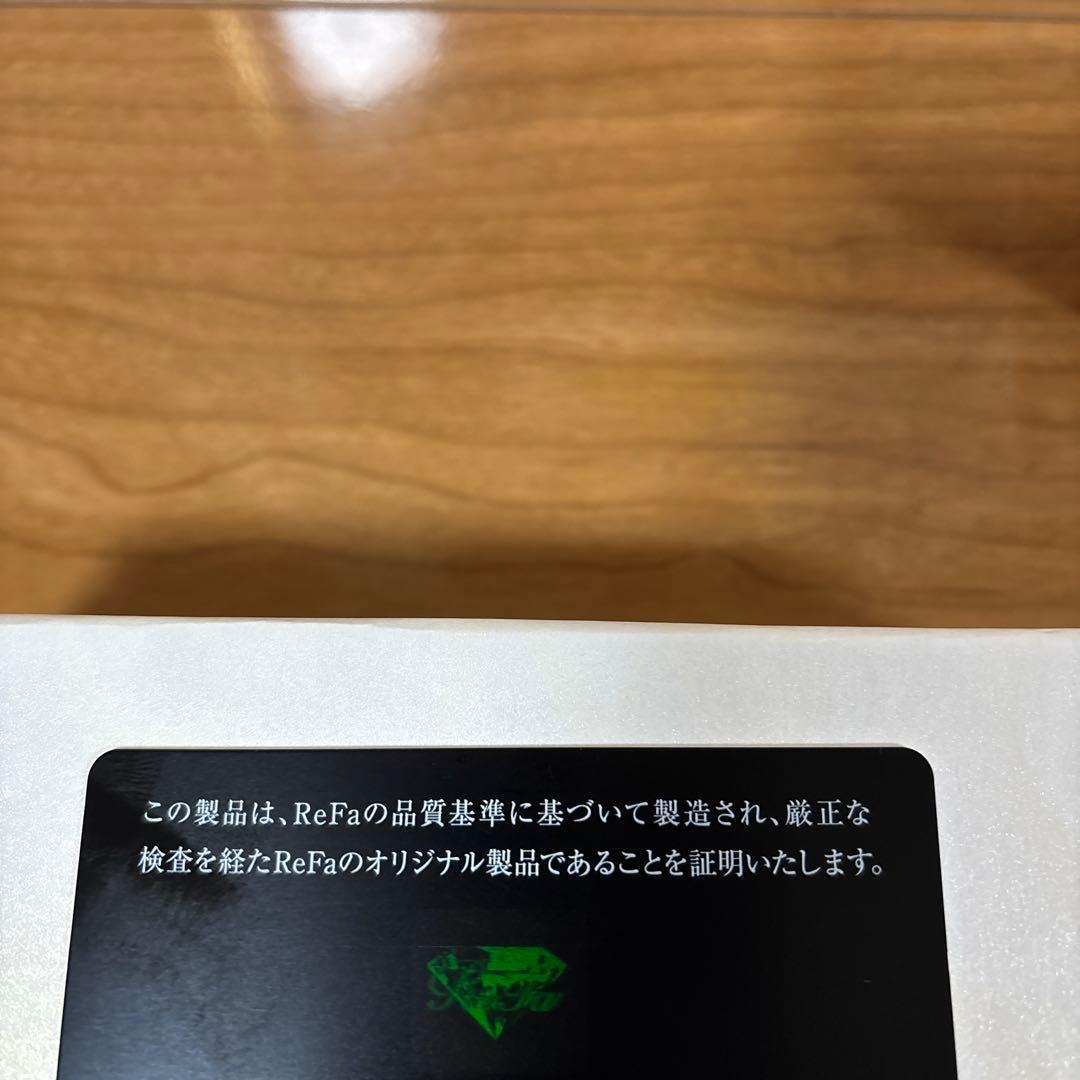 この製品は、ReFaの品質基準に基づいて製造され、厳正な
検査を経たReFaのオリジナル製品であることを証明いたします。
ReFa